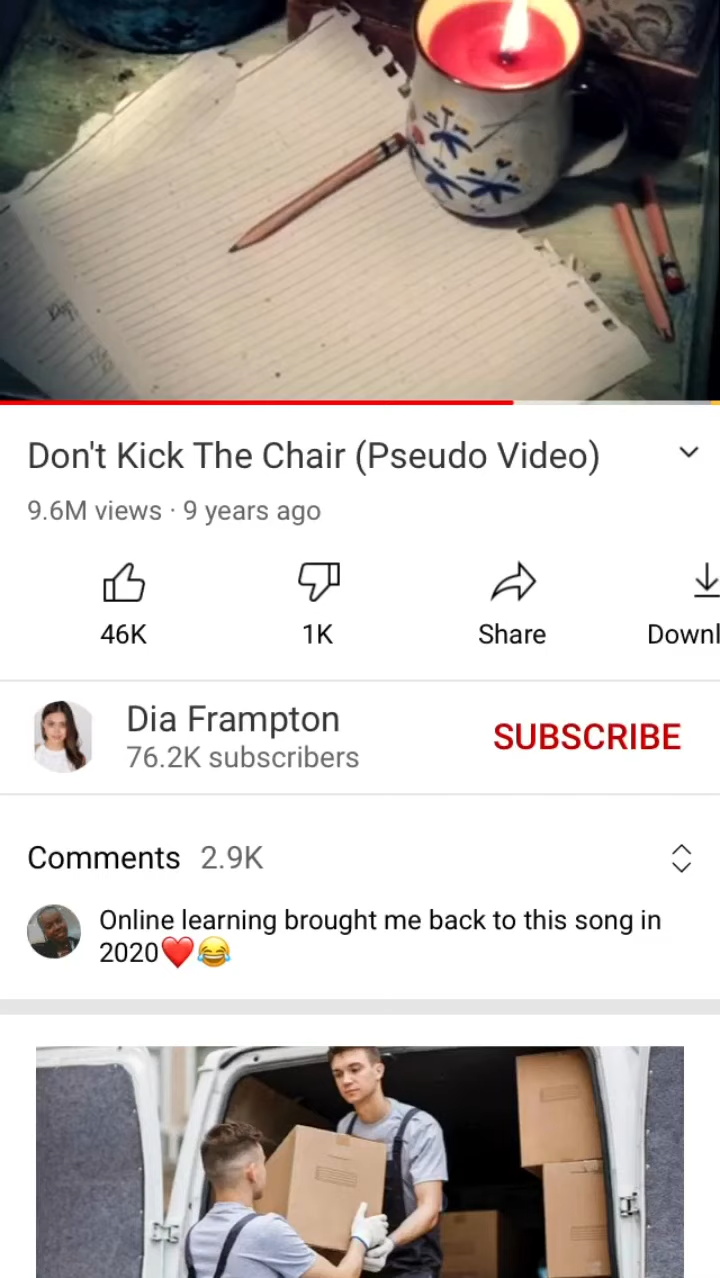 Don't Kick The Chair (Pseudo Video)
9.6M views · 9 years ago
46K
1K
Share
Downl
Dia Frampton
76.2K subscribers
SUBSCRIBE
Comments 2.9K
Online learning brought me back to this song in
2020❤️😂